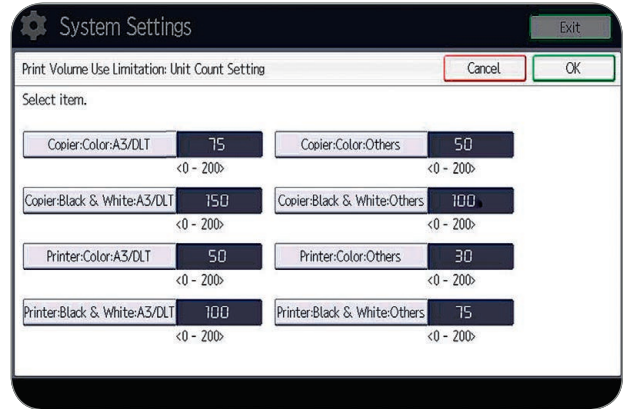 System Settings
Exit
Print Volume Use Limitation: Unit Count Setting
Cancel
OK
Select item.
Copier:Color:A3/DLT 75 Copier:Color:Others 50
<0 - 200> <0 - 200>
Copier:Black & White:A3/DLT 150 Copier:Black & White:Others 100
<0 - 200> <0 - 200>
Printer:Color:A3/DLT 50 Printer:Color:Others 30
<0 - 200> <0 - 200>
Printer:Black & White:A3/DLT 100 Printer:Black & White:Others 75
<0 - 200> <0 - 200>